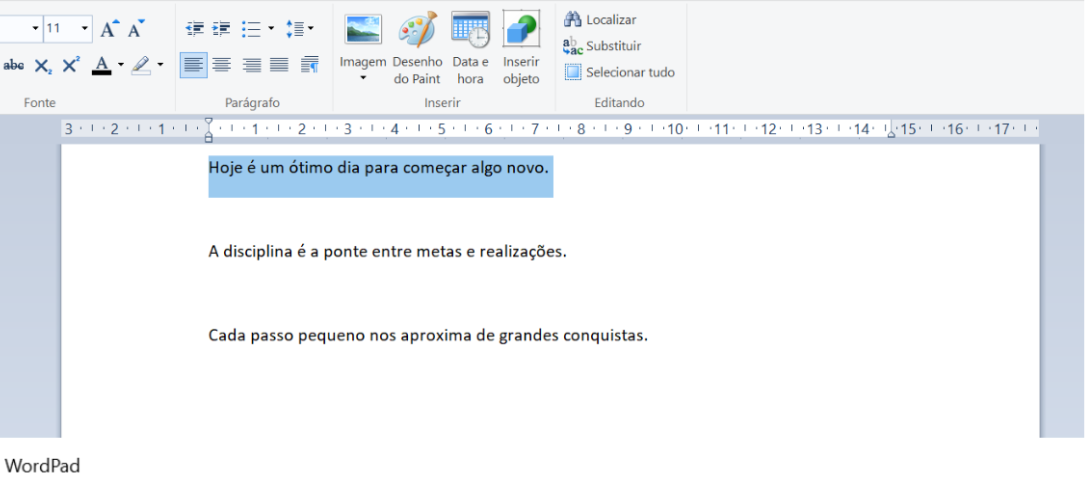 11
A A
abe X₂ X² A
Imagem Desenho do Paint Data e hora Inserir objeto
Localizar
Substituir
Selecionar tudo
Fonte Parágrafo Inserir Editando
3 2 1 1 2 3 4 5 6 7 8 9 10 11 12 13 14 15 16 17
Hoje é um ótimo dia para começar algo novo.
A disciplina é a ponte entre metas e realizações.
Cada passo pequeno nos aproxima de grandes conquistas.
WordPad